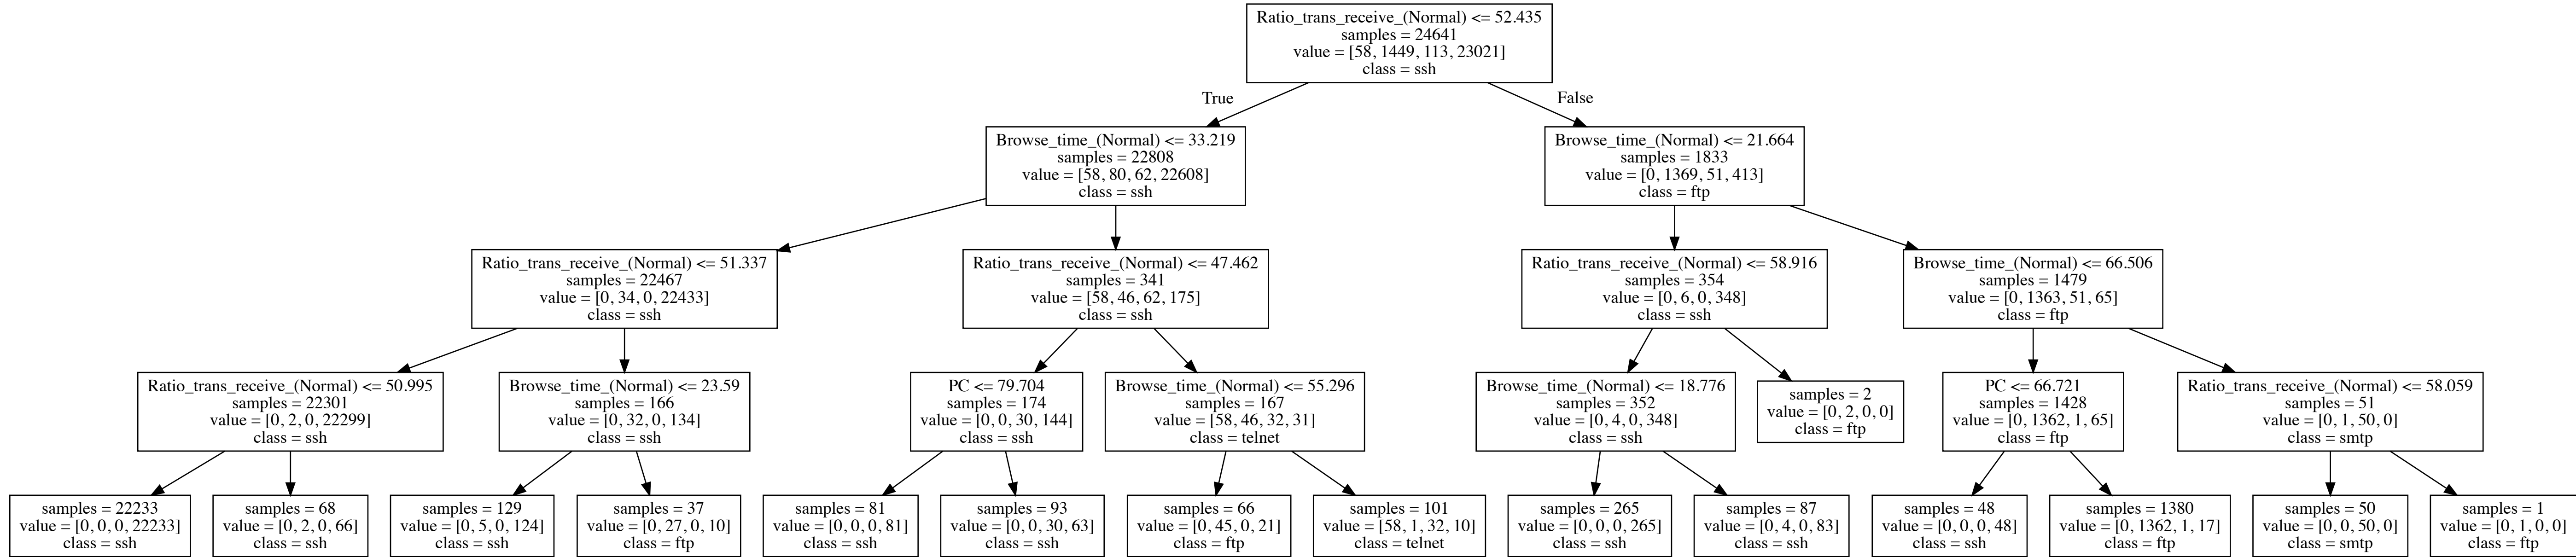 Ratio_trans_receive_(Normal) <= 52.435
samples = 24641
value = [58, 1449, 113, 23021]
class = ssh
True
False
Browse_time_(Normal) <= 33.219
samples = 22808
value = [58, 80, 62, 22608]
class = ssh
Browse_time_(Normal) <= 21.664
samples = 1833
value = [0, 1369, 51, 413]
class = ftp
Ratio_trans_receive_(Normal) <= 51.337
samples = 22467
value = [0, 34, 0, 22433]
class = ssh
Ratio_trans_receive_(Normal) <= 47.462
samples = 341
value = [58, 46, 62, 175]
class = ssh
Ratio_trans_receive_(Normal) <= 58.916
samples = 354
value = [0, 6, 0, 348]
class = ssh
Browse_time_(Normal) <= 66.506
samples = 1479
value = [0, 1363, 51, 65]
class = ftp
Ratio_trans_receive_(Normal) <= 50.995
samples = 22301
value = [0, 2, 0, 22299]
class = ssh
Browse_time_(Normal) <= 23.59
samples = 166
value = [0, 32, 0, 134]
class = ssh
PC <= 79.704
samples = 174
value = [0, 0, 30, 144]
class = ssh
Browse_time_(Normal) <= 55.296
samples = 167
value = [58, 46, 32, 31]
class = telnet
Browse_time_(Normal) <= 18.776
samples = 352
value = [0, 4, 0, 348]
class = ssh
samples = 2
value = [0, 2, 0, 0]
class = ftp
PC <= 66.721
samples = 1428
value = [0, 1362, 1, 65]
class = ftp
Ratio_trans_receive_(Normal) <= 58.059
samples = 51
value = [0, 1, 50, 0]
class = smtp
samples = 22233
value = [0, 0, 0, 22233]
class = ssh
samples = 68
value = [0, 2, 0, 66]
class = ssh
samples = 129
value = [0, 5, 0, 124]
class = ssh
samples = 37
value = [0, 27, 0, 10]
class = ftp
samples = 81
value = [0, 0, 0, 81]
class = ssh
samples = 93
value = [0, 0, 30, 63]
class = ssh
samples = 66
value = [0, 45, 0, 21]
class = ftp
samples = 101
value = [58, 1, 32, 10]
class = telnet
samples = 265
value = [0, 0, 0, 265]
class = ssh
samples = 87
value = [0, 4, 0, 83]
class = ssh
samples = 48
value = [0, 0, 0, 48]
class = ssh
samples = 1380
value = [0, 1362, 1, 17]
class = ftp
samples = 50
value = [0, 0, 50, 0]
class = smtp
samples = 1
value = [0, 1, 0, 0]
class = ftp